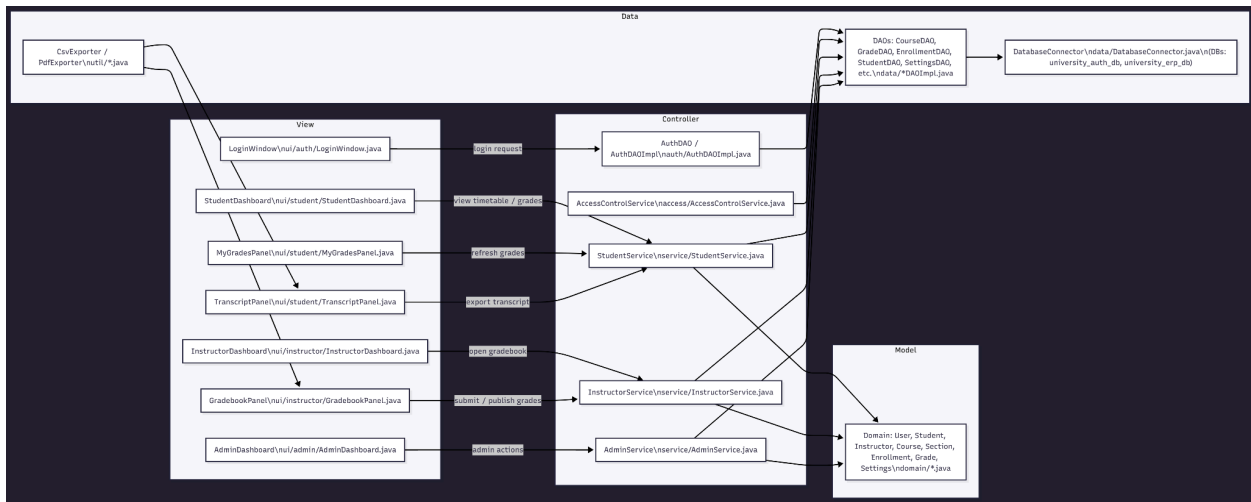 Data
CsvExporter /
PdfExporter\nutil/*.java
DAOs: CourseDAO,
GradeDAO, EnrollmentDAO,
StudentDAO, SettingsDAO,
etc.\ndata/*DAOImpl.java
DatabaseConnector\ndata/DatabaseConnector.java\n(DBs:
university_auth_db, university_erp_db)
View
LoginWindow\nui/auth/LoginWindow.java
StudentDashboard\nui/student/StudentDashboard.java
MyGradesPanel\nui/student/MyGradesPanel.java
TranscriptPanel\nui/student/TranscriptPanel.java
InstructorDashboard\nui/instructor/InstructorDashboard.java
GradebookPanel\nui/instructor/GradebookPanel.java
AdminDashboard\nui/admin/AdminDashboard.java
login request
view timetable / grades
refresh grades
export transcript
open gradebook
submit / publish grades
admin actions
Controller
AuthDAO /
AuthDAOImpl\nauth/AuthDAOImpl.java
AccessControlService\naccess/AccessControlService.java
StudentService\nservice/StudentService.java
InstructorService\nservice/InstructorService.java
AdminService\nservice/AdminService.java
Model
Domain: User, Student,
Instructor, Course, Section,
Enrollment, Grade,
Settings\ndomain/*.java